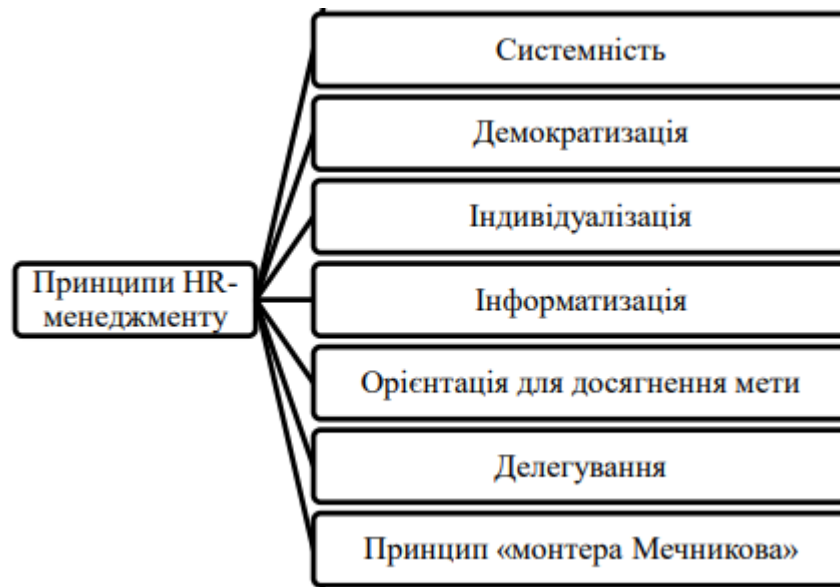 Принципи HR-
менеджменту
Системність
Демократизація
Індивідуалізація
Інформатизація
Орієнтація для досягнення мети
Делегування
Принцип «монтера Мечникова»